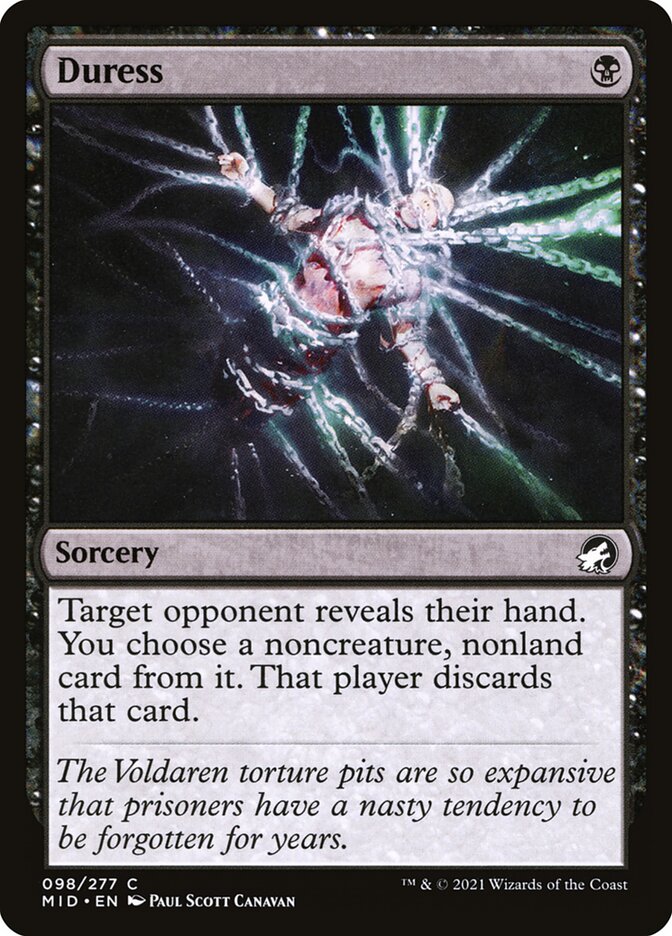 Duress
Sorcery
Target opponent reveals their hand.
You choose a noncreature, nonland
card from it. That player discards
that card.
The Voldaren torture pits are so expansive
that prisoners have a nasty tendency to
be forgotten for years.
098/277 C
™ & © 2021 Wizards of the Coast
MID • EN Paul Scott Canavan